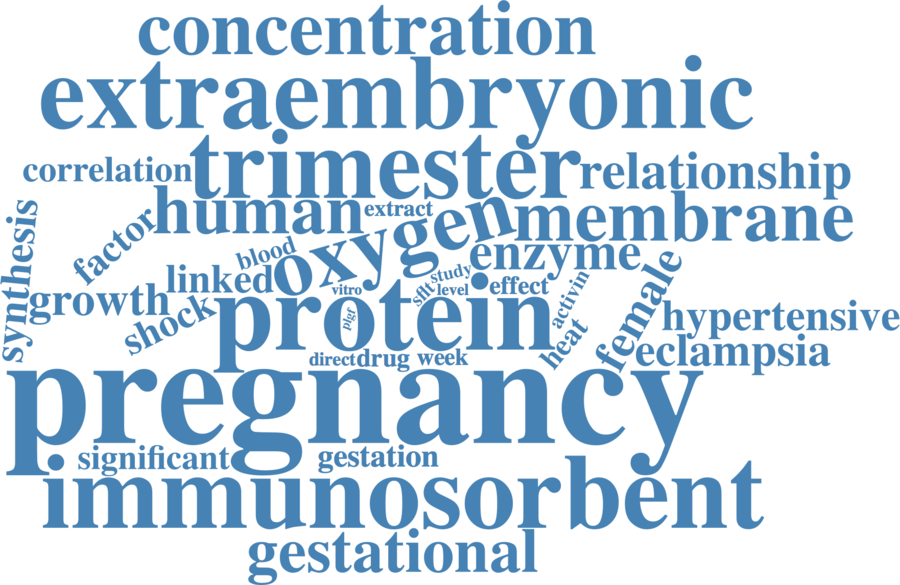 concentration
extraembryonic
trimester
correlation
relationship
human
extract
oxygen
membrane
synthesis
factor
blood
enzyme
linked
growth
shock
vitro
sflt
study
level
effect
activin
female
protein
plgf
heat
hypertensive
eclampsia
direct
drug
week
pregnancy
significant
gestation
immunosorbent
gestational